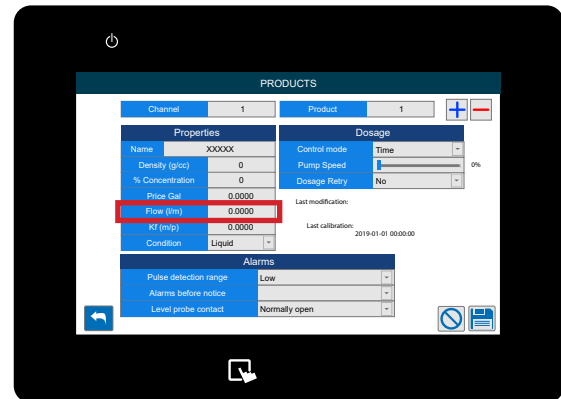 PRODUCTS
Channel 1 Product 1
Properties
Name XXXXX
Density (g/cc) 0
% Concentration 0
Price Gal 0.0000
Flow (l/m) 0.0000
Kf (m/p) 0.0000
Condition Liquid
Dosage
Control mode Time
Pump Speed 0%
Dosage Retry No
Last modification:
Last calibration:
2019-01-01 00:00:00
Alarms
Pulse detection range Low
Alarms before notice
Level probe contact Normally open